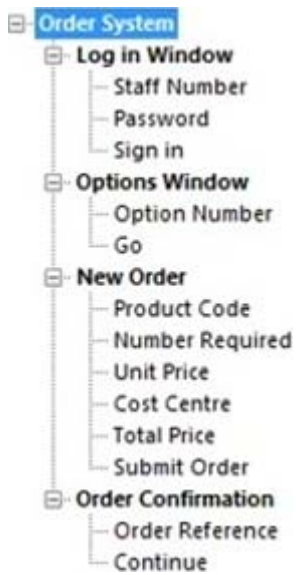 Order System
Log in Window
Staff Number
Password
Sign in
Options Window
Option Number
Go
New Order
Product Code
Number Required
Unit Price
Cost Centre
Total Price
Submit Order
Order Confirmation
Order Reference
Continue